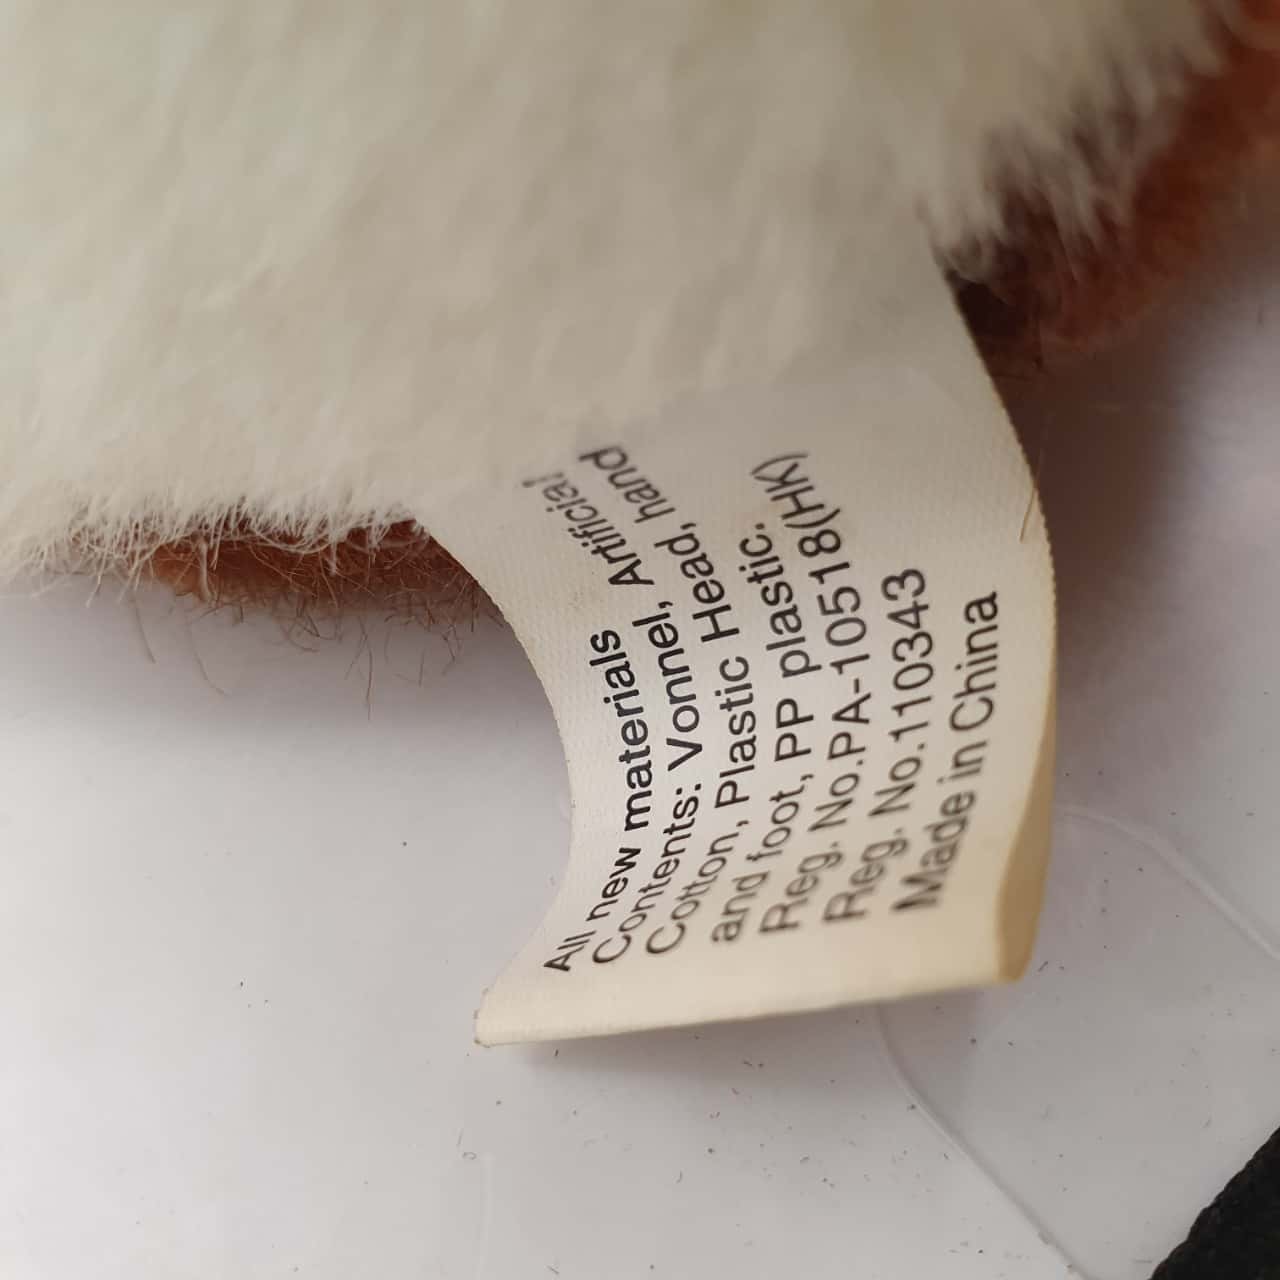 All new materials
Contents: Vonnel, Artificial
Cotton, Plastic Head, hand
and foot, PP plastic.
Reg. No.PA-10518(HK)
Reg. No.110343
Made in China